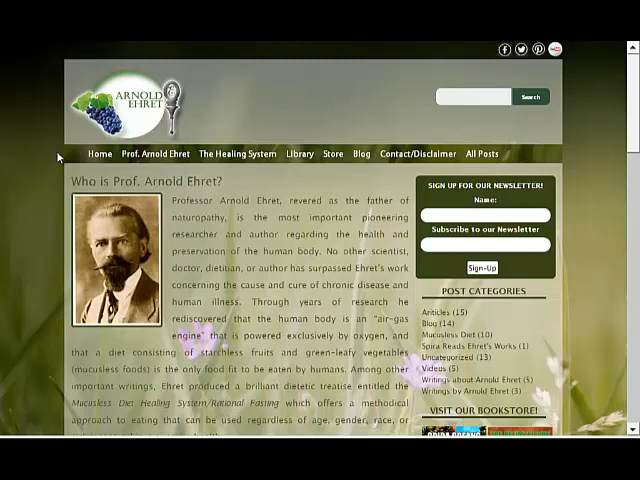 ARNOLD
EHRET
Search
Home Prof. Arnold Ehret The Healing System Library Store Blog Contact/Disclaimer All Posts
Who is Prof. Arnold Ehret?
Professor Arnold Ehret, revered as the father of
naturopathy, is the most important pioneering
researcher and author regarding the health and
preservation of the human body. No other scientist,
doctor, dietitian, or author has surpassed Ehret's work
concerning the cause and cure of chronic disease and
human illness. Through years of research he
rediscovered that the human body is an "air-gas
engine" that is powered exclusively by oxygen, and
that a diet consisting of starchless fruits and green-leafy vegetables
(mucusless foods) is the only food fit to be eaten by humans. Among other
important writings, Ehret produced a brilliant dietetic treatise entitled the
Mucusless Diet Healing System/Rational Fasting which offers a methodical
approach to eating that can be used regardless of age, gender, race, or
SIGN UP FOR OUR NEWSLETTER!
Name:
Subscribe to our Newsletter
Sign-Up
POST CATEGORIES
Ariticles (15)
Blog (14)
Mucusless Diet (10)
Spira Reads Ehret's Works (1)
Uncategorized (13)
Videos (5)
Writings about Arnold Ehret (5)
Writings by Arnold Ehret (3)
VISIT OUR BOOKSTORE!